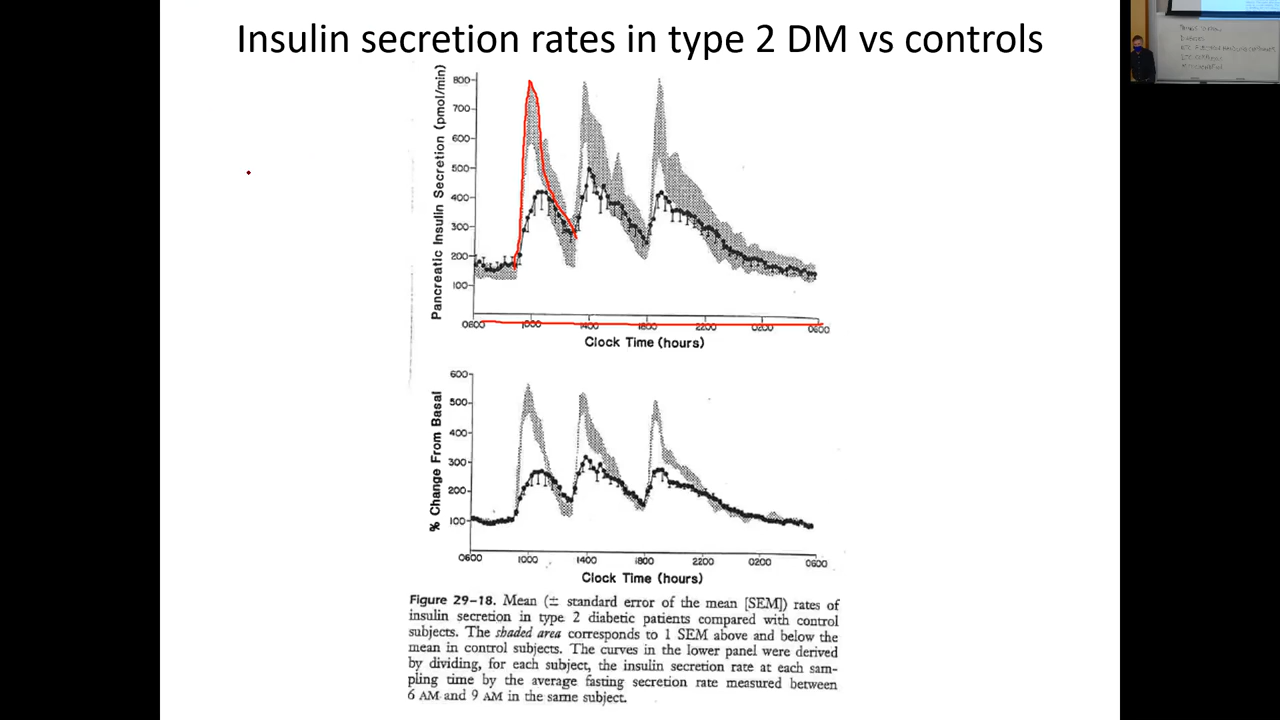 Insulin secretion rates in type 2 DM vs controls
Pancreatic Insulin Secretion (pmol/min)
800
700
600
500
400
300
200
100
0600 1000 1400 1800 2200 0200 0600
Clock Time (hours)
% Change From Basal
600
500
400
300
200
100
0600 1000 1400 1800 2200 0200 0600
Clock Time (hours)
Figure 29-18. Mean (± standard error of the mean [SEM]) rates of
insulin secretion in type 2 diabetic patients compared with control
subjects. The shaded area corresponds to 1 SEM above and below the
mean in control subjects. The curves in the lower panel were derived
by dividing, for each subject, the insulin secretion rate at each sam-
pling time by the average fasting secretion rate measured between
6 AM and 9 AM in the same subject.
Diabetes